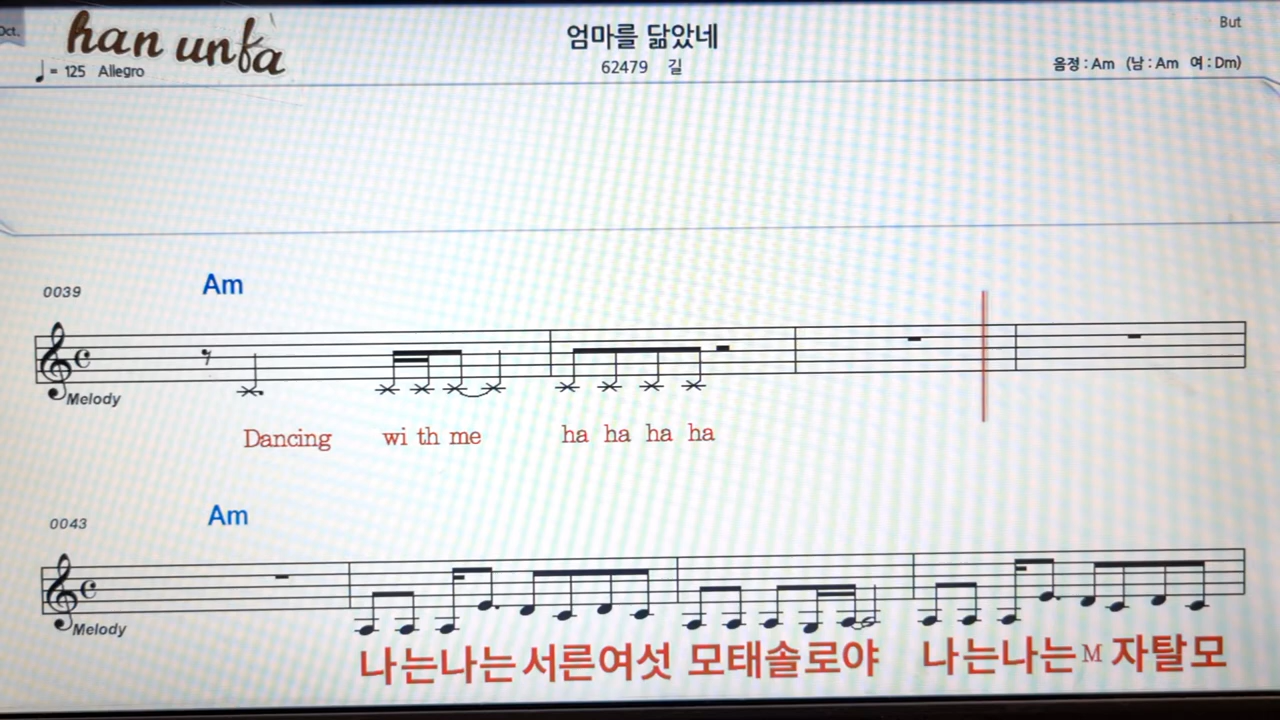 Oct.
han unfa
엄마를 닮았네
But
♩= 125 Allegro
62479 길
음정 : Am (남 : Am 여 : Dm)
0039 Am
Melody
Dancing wi th me ha ha ha ha
0043 Am
Melody
나는나는서른여섯 모태솔로야 나는나는 M 자탈모